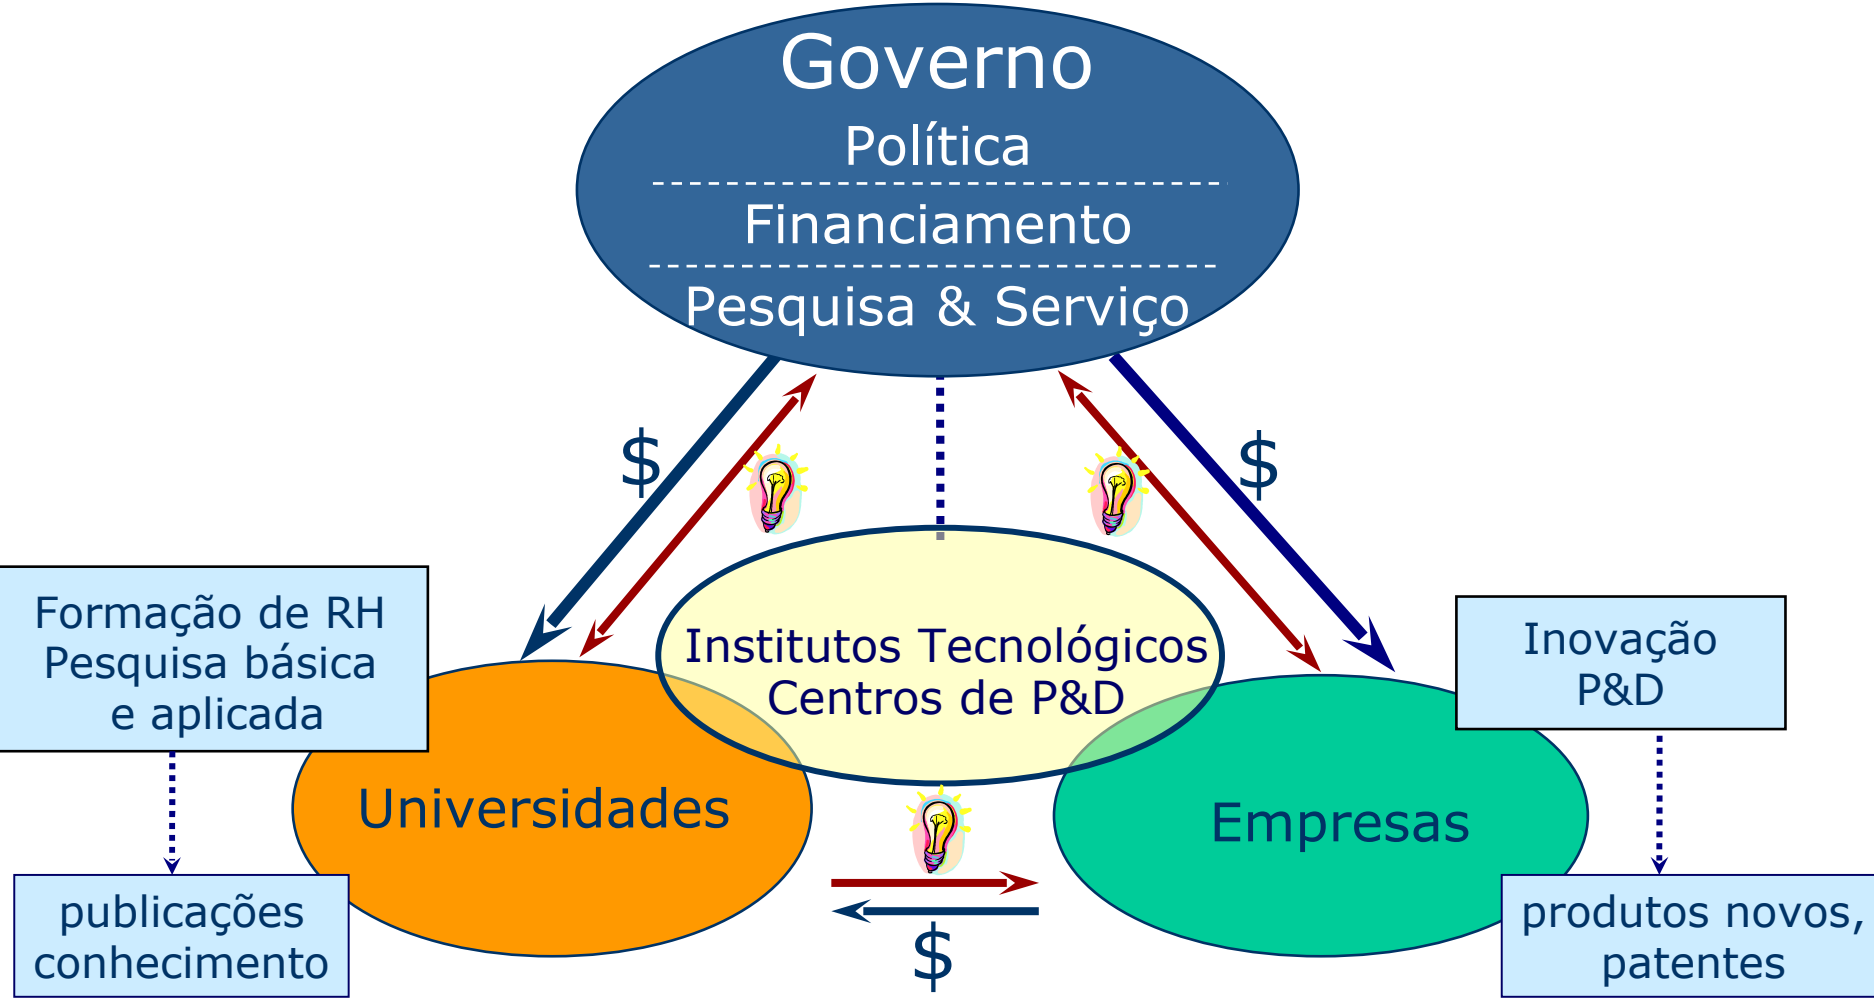 Governo
Política
Financiamento
Pesquisa & Serviço
$
$
Formação de RH
Pesquisa básica
e aplicada
Institutos Tecnológicos
Centros de P&D
Inovação
P&D
Universidades
Empresas
publicações
conhecimento
$
produtos novos,
patentes